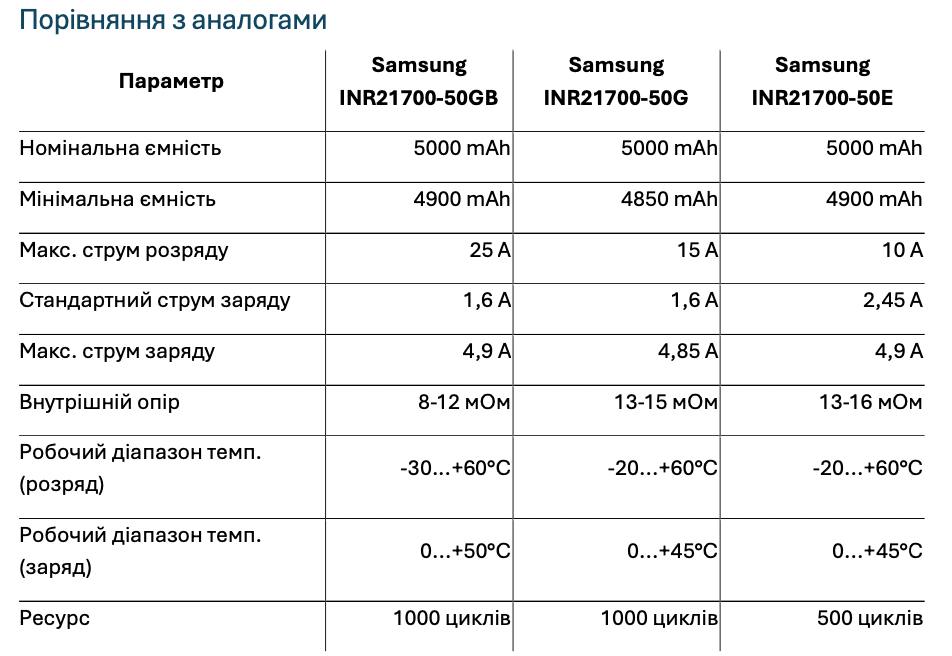 Порівняння з аналогами
Параметр
Samsung INR21700-50GB
Samsung INR21700-50G
Samsung INR21700-50E
Номінальна ємність 5000 mAh 5000 mAh 5000 mAh
Мінімальна ємність 4900 mAh 4850 mAh 4900 mAh
Макс. струм розряду 25 A 15 A 10 A
Стандартний струм заряду 1,6 A 1,6 A 2,45 A
Макс. струм заряду 4,9 A 4,85 A 4,9 A
Внутрішній опір 8-12 мОм 13-15 мОм 13-16 мОм
Робочий діапазон темп.
(розряд) -30...+60°C -20...+60°C -20...+60°C
Робочий діапазон темп.
(заряд) 0...+50°C 0...+45°C 0...+45°C
Ресурс 1000 циклів 1000 циклів 500 циклів